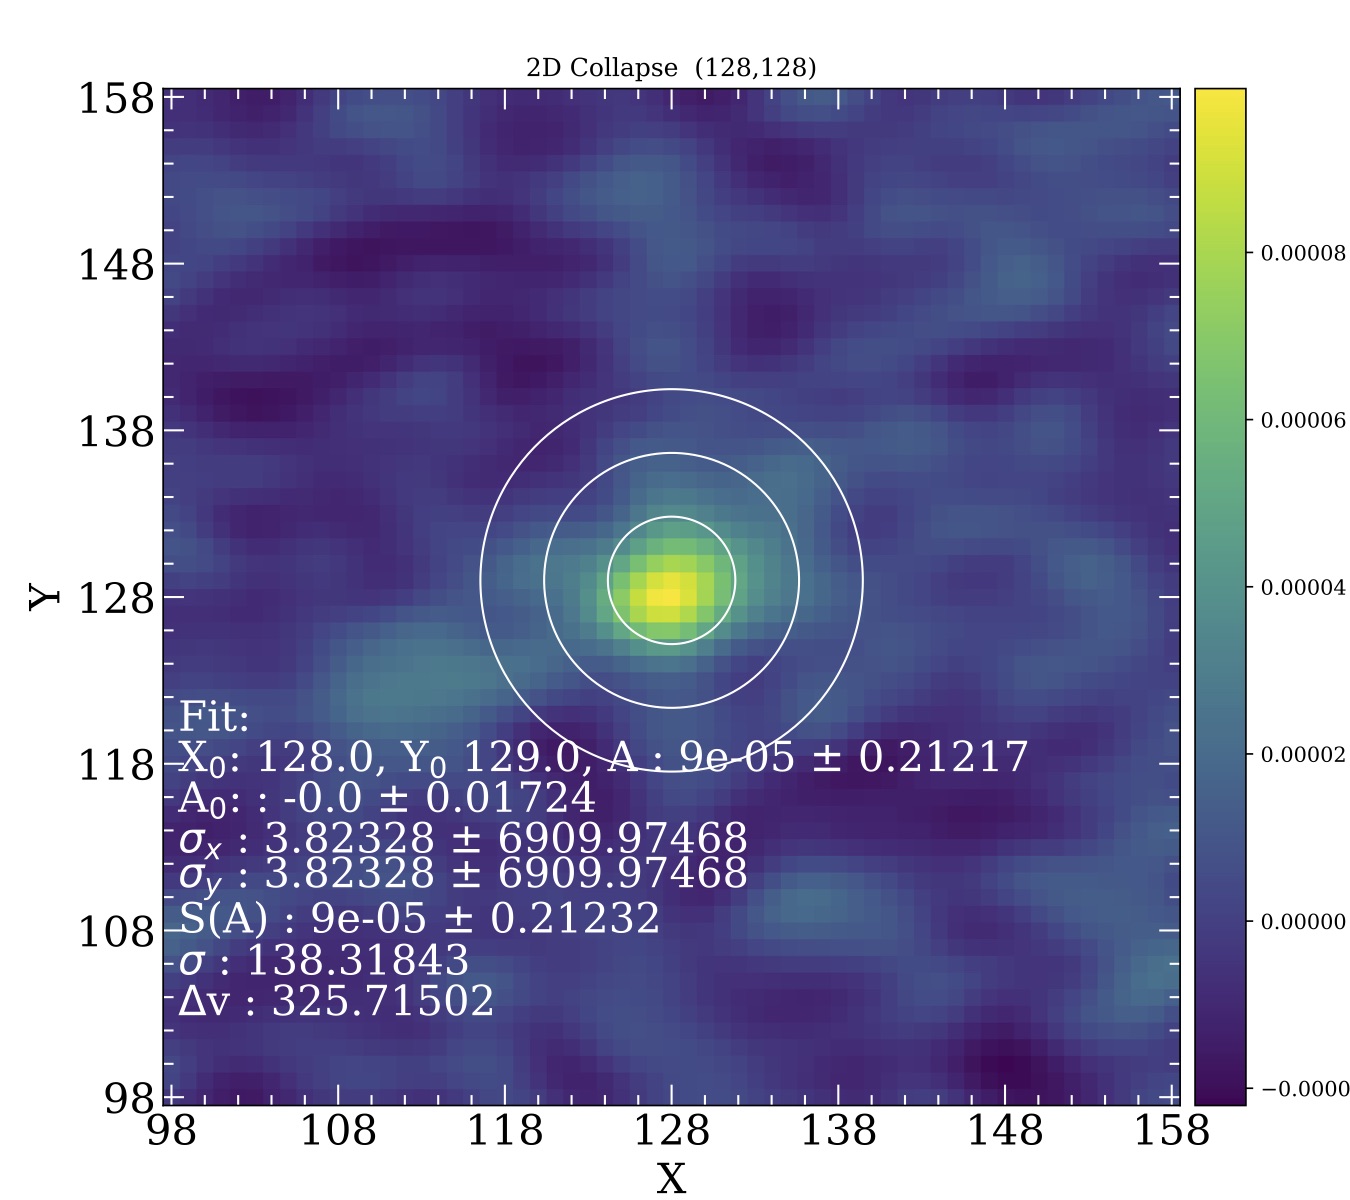 2D Collapse (128,128)
158
148
138
128
118
108
98
Y
Fit:
X₀: 128.0, Y₀ 129.0, A : 9e-05 ± 0.21217
A₀: : -0.0 ± 0.01724
σₓ : 3.82328 ± 6909.97468
σy : 3.82328 ± 6909.97468
S(A) : 9e-05 ± 0.21232
σ : 138.31843
Δv : 325.71502
98 108 118 128 138 148 158
X
0.00008
0.00006
0.00004
0.00002
0.00000
−0.0000